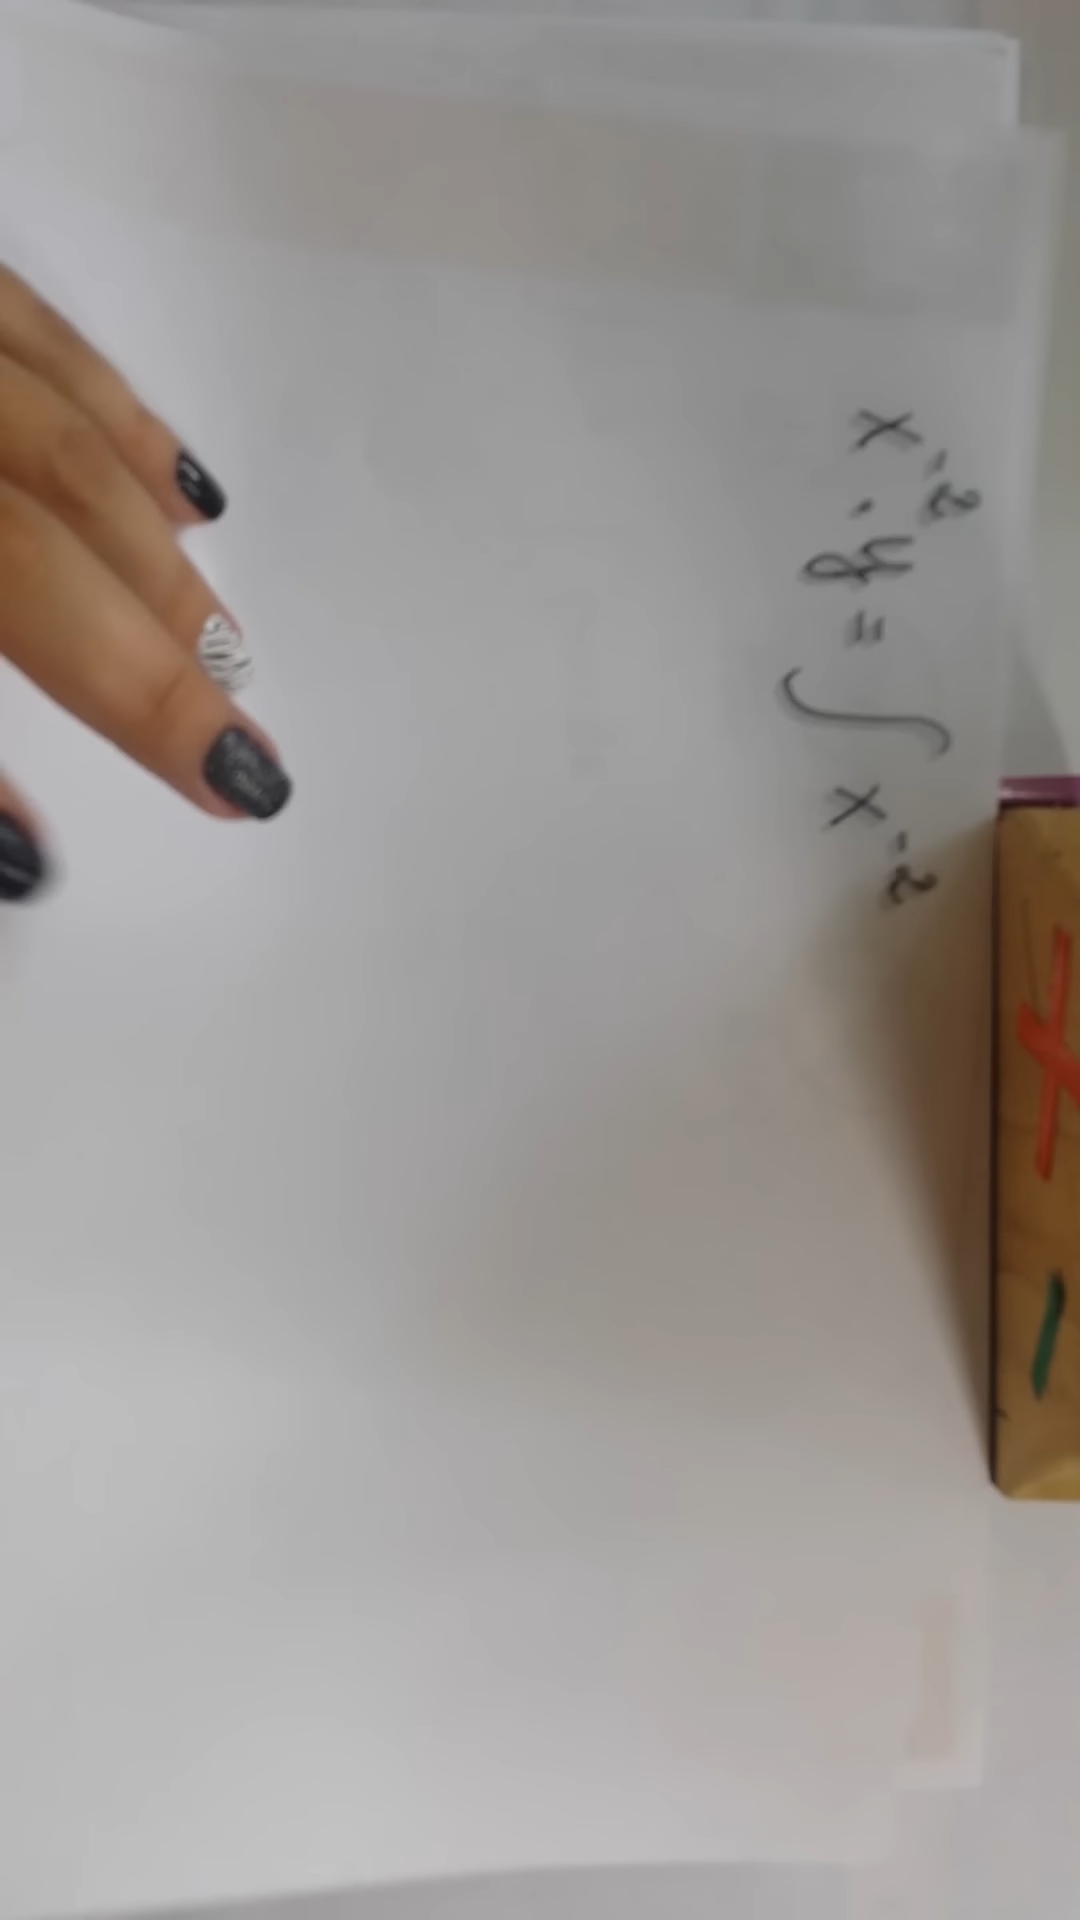 x⁻² · y = ∫ x⁻²
+ -